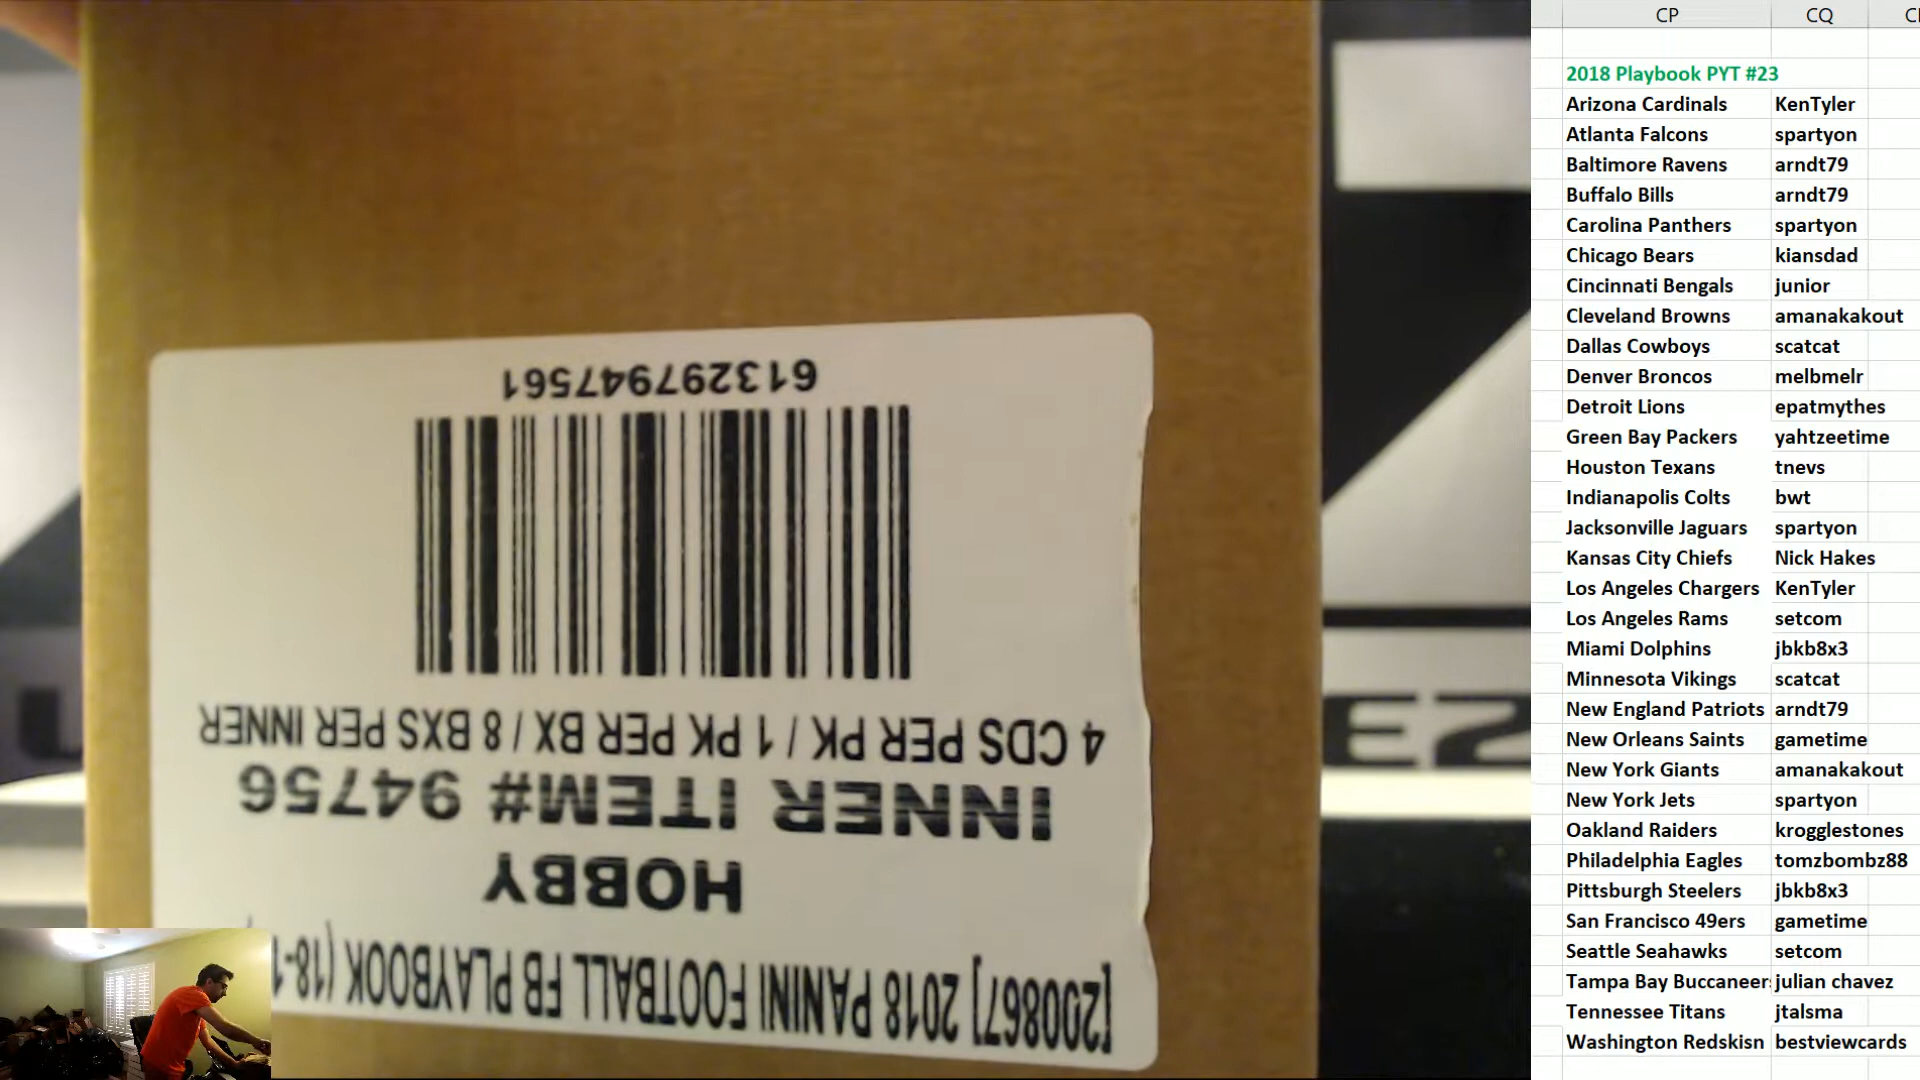 613297947561
4 CDS PER PK / 1 PK PER BX / 8 BXS PER INNER
INNER ITEM# 94756
HOBBY
[200867] 2018 PANINI FOOTBALL FB PLAYBOOK (18-1
EZ
CP CQ
2018 Playbook PYT #23
Arizona Cardinals KenTyler
Atlanta Falcons spartyon
Baltimore Ravens arndt79
Buffalo Bills arndt79
Carolina Panthers spartyon
Chicago Bears kiansdad
Cincinnati Bengals junior
Cleveland Browns amanakakout
Dallas Cowboys scatcat
Denver Broncos melbmelr
Detroit Lions epatmythes
Green Bay Packers yahtzeetime
Houston Texans tnevs
Indianapolis Colts bwt
Jacksonville Jaguars spartyon
Kansas City Chiefs Nick Hakes
Los Angeles Chargers KenTyler
Los Angeles Rams setcom
Miami Dolphins jbkb8x3
Minnesota Vikings scatcat
New England Patriots arndt79
New Orleans Saints gametime
New York Giants amanakakout
New York Jets spartyon
Oakland Raiders krogglestones
Philadelphia Eagles tomzbombz88
Pittsburgh Steelers jbkb8x3
San Francisco 49ers gametime
Seattle Seahawks setcom
Tampa Bay Buccaneer julian chavez
Tennessee Titans jtalsma
Washington Redskisn bestviewcards